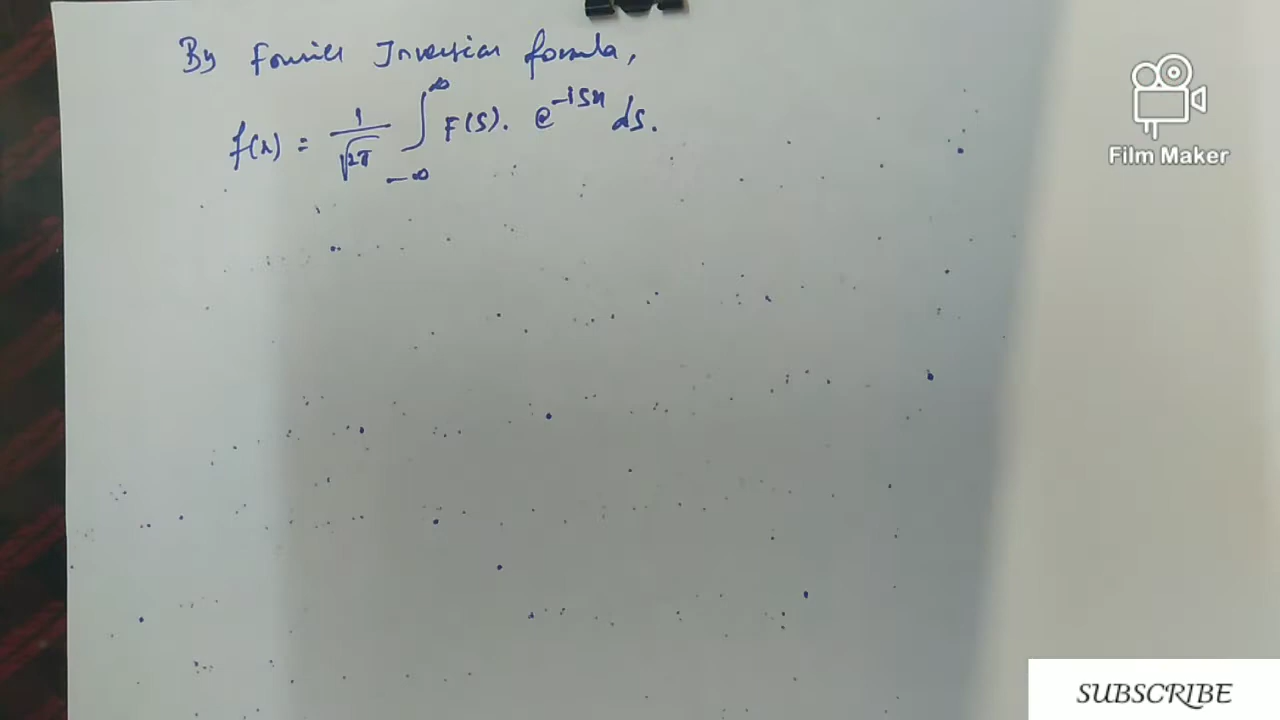 By Fourier Inversion formula,
f(x) = 1/√2π ∫_{-∞}^{∞} F(s). e^{-isx} ds.
Film Maker
SUBSCRIBE